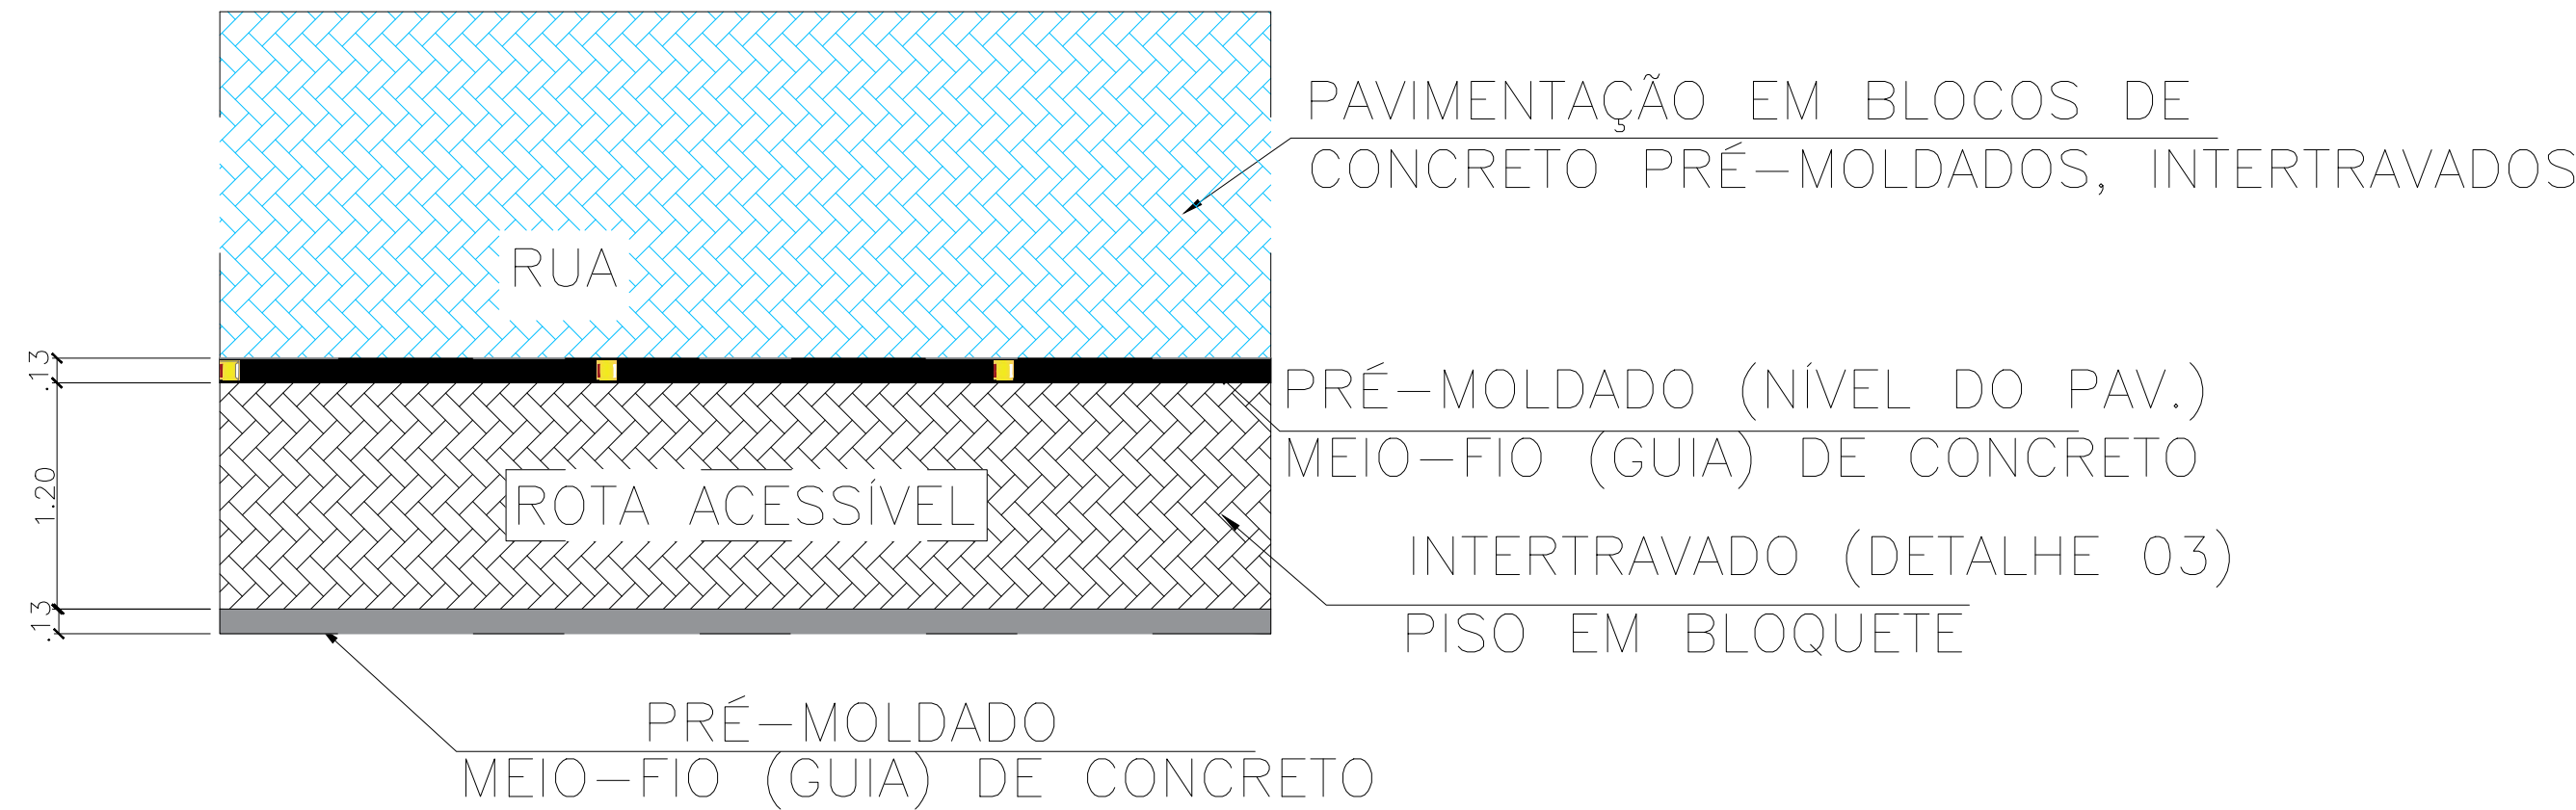 PAVIMENTAÇÃO EM BLOCOS DE
CONCRETO PRÉ-MOLDADOS, INTERTRAVADOS
RUA
.13
PRÉ-MOLDADO (NÍVEL DO PAV.)
MEIO-FIO (GUIA) DE CONCRETO
1.20
ROTA ACESSÍVEL
INTERTRAVADO (DETALHE 03)
PISO EM BLOQUETE
.13
PRÉ-MOLDADO
MEIO-FIO (GUIA) DE CONCRETO